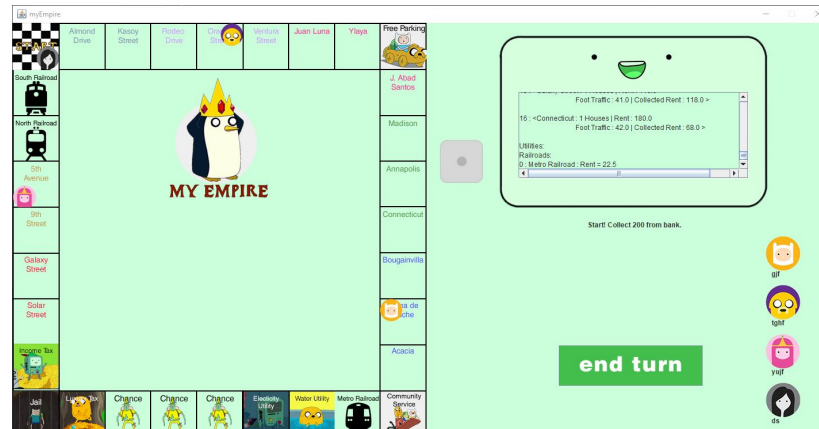 myEmpire
START
Almond
Drive
Kasoy
Street
Rodeo
Drive
Street
Ventura
Street
Juan Luna
Ylaya
Free Parking
South Railroad
North Railroad
5th
Avenue
9th
Street
Galaxy
Street
Solar
Street
Income Tax
MY EMPIRE
J. Abad
Santos
Madison
Annapolis
Connecticut
Bougainvilla
de
Acacia
Jail
Luxury Tax
Chance
Chance
Chance
Electicity
Utility
Water Utility
Metro Railroad
Community
Service
Foot Traffic : 41.0 | Collected Rent : 118.0 >
16 : <Connecticut : 1 Houses | Rent : 180.0
Foot Traffic : 42.0 | Collected Rent : 68.0 >
Utilities:
Railroads:
0 : Metro Railroad : Rent = 22.5
Start! Collect 200 from bank.
gjf
tghf
yujf
ds
end turn